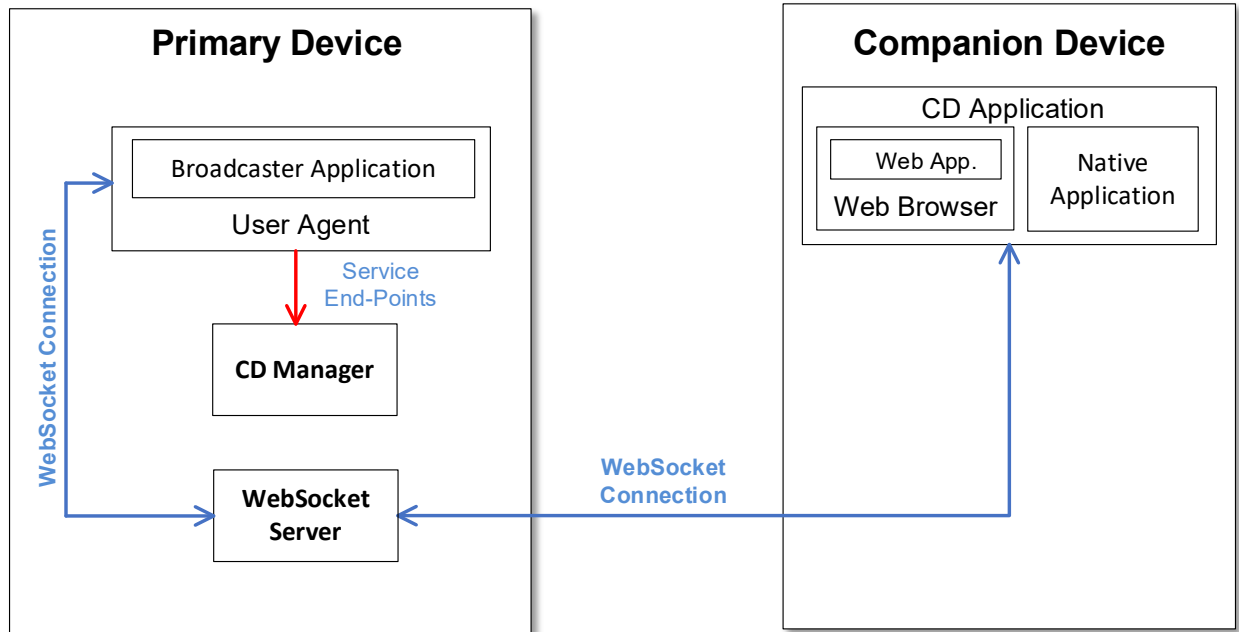 Primary Device
Broadcaster Application
User Agent
Service
End-Points
CD Manager
WebSocket Connection
WebSocket
Server
WebSocket
Connection
Companion Device
CD Application
Web App.
Web Browser
Native
Application